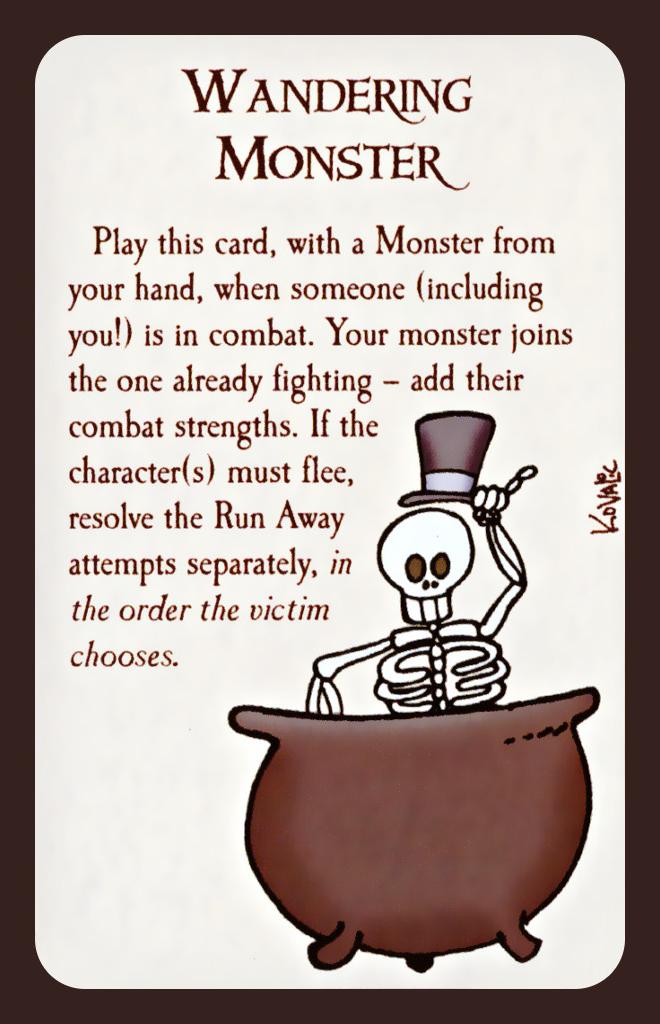 Wandering
Monster
Play this card, with a Monster from
your hand, when someone (including
you!) is in combat. Your monster joins
the one already fighting – add their
combat strengths. If the
character(s) must flee,
resolve the Run Away
attempts separately, in
the order the victim
chooses.
Kovalic